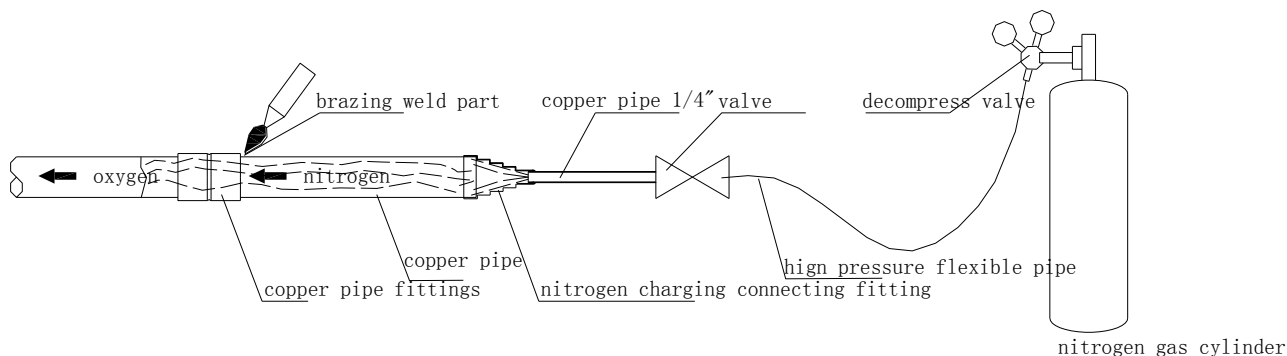 brazing weld part
copper pipe 1/4" valve
decompress valve
oxygen
nitrogen
copper pipe
hign pressure flexible pipe
copper pipe fittings
nitrogen charging connecting fitting
nitrogen gas cylinder